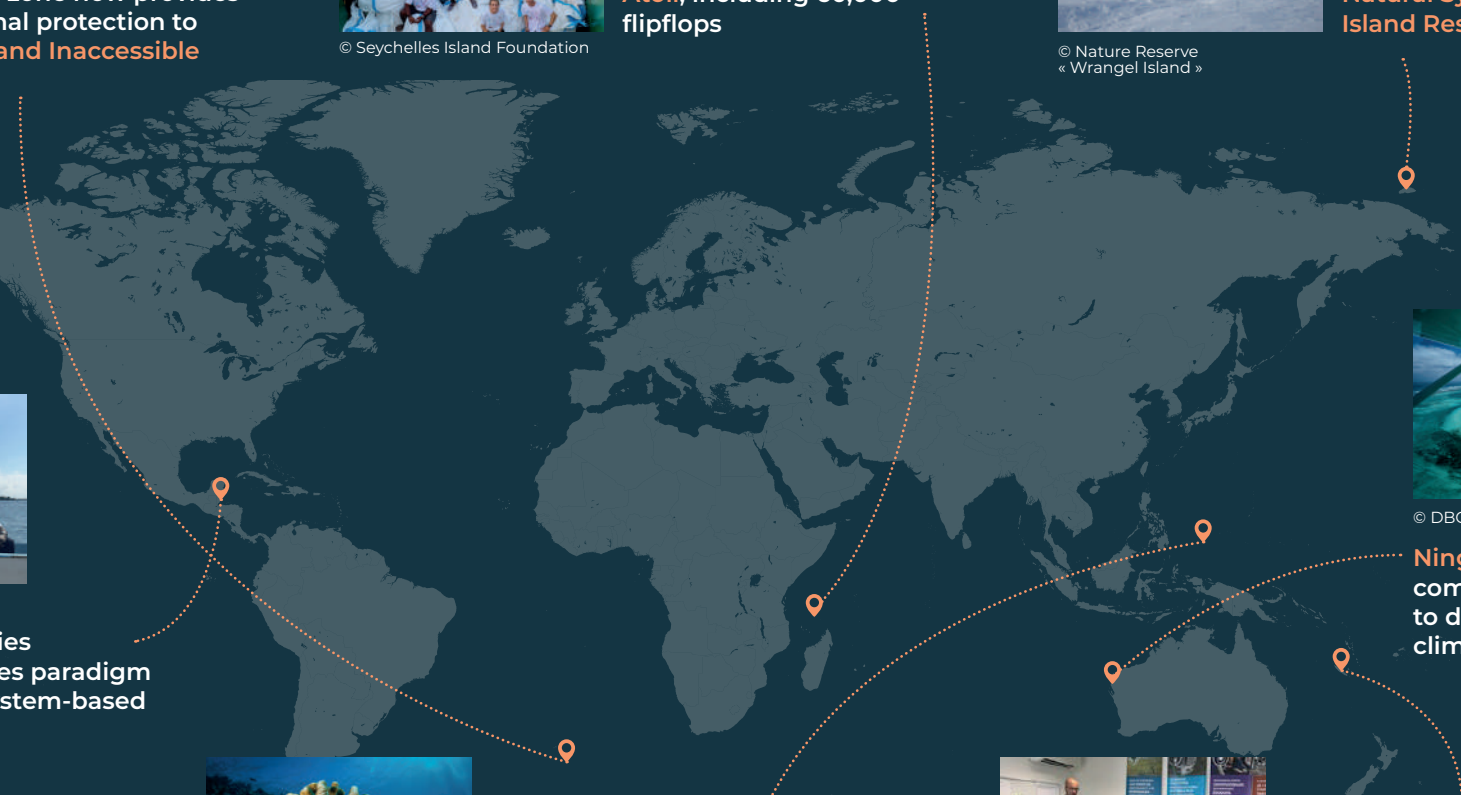 nal protection to
and Inaccessible
© Seychelles Island Foundation
flipflops
© Nature Reserve
« Wrangel Island »
Island Res
© DBC
Ning
com
to d
clim
ies
es paradigm
stem-based